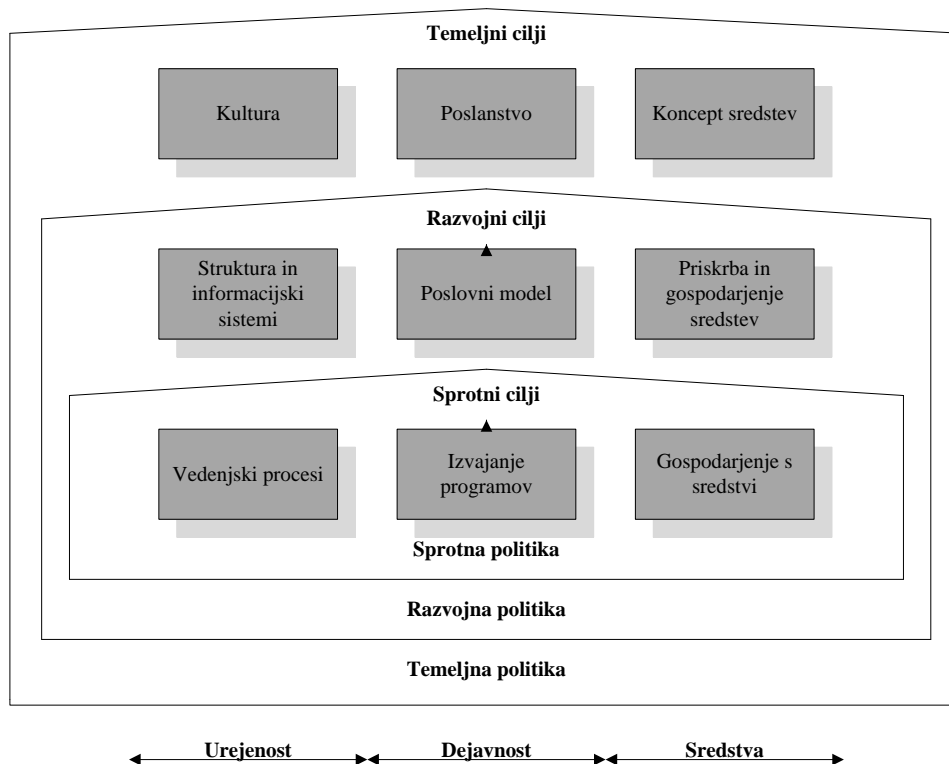 Temeljni cilji
Kultura
Poslanstvo
Koncept sredstev
Razvojni cilji
Struktura in
informacijski
sistemi
Poslovni model
Priskrba in
gospodarjenje
sredstev
Sprotni cilji
Vedenjski procesi
Izvajanje
programov
Gospodarjenje s
sredstvi
Sprotna politika
Razvojna politika
Temeljna politika
Urejenost
Dejavnost
Sredstva